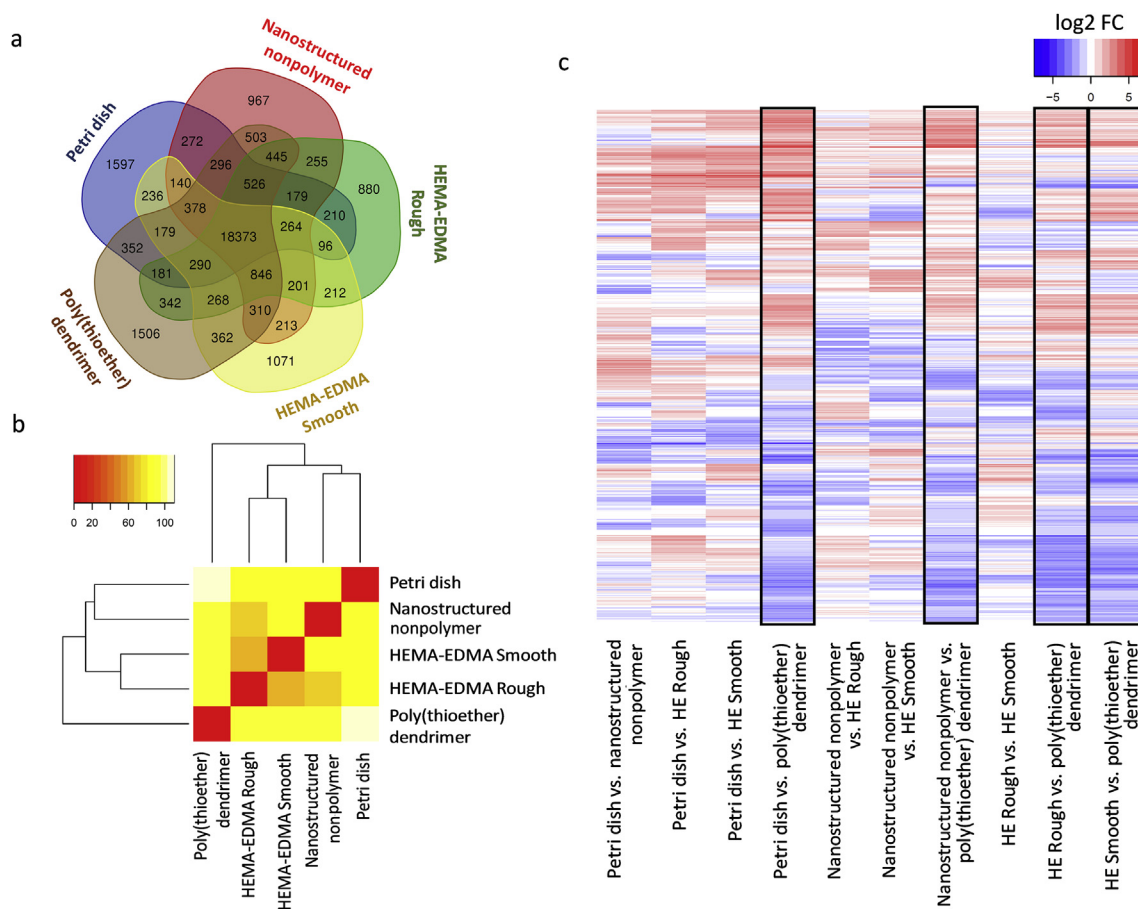 a
Nanostructured
nonpolymer
Petri dish
HEMA-EDMA
Rough
Poly(thioether)
dendrimer
HEMA-EDMA
Smooth
967
503
272
445
255
1597
296
880
526
140
179
236
210
378
264
18373
96
179
352
290
181
846
201
342
268
212
310
213
1506
362
1071
b
0 20 60 100
Petri dish
Nanostructured
nonpolymer
HEMA-EDMA Smooth
HEMA-EDMA Rough
Poly(thioether)
dendrimer
Poly(thioether)
dendrimer
HEMA-EDMA Rough
HEMA-EDMA Smooth
Nanostructured
nonpolymer
Petri dish
c
log2 FC
−5 0 5
Petri dish vs. nanostructured
nonpolymer
Petri dish vs. HE Rough
Petri dish vs. HE Smooth
Petri dish vs. poly(thioether)
dendrimer
Nanostructured nonpolymer
vs. HE Rough
Nanostructured nonpolymer
vs. HE Smooth
Nanostructured nonpolymer vs.
poly(thioether) dendrimer
HE Rough vs. HE Smooth
HE Rough vs. poly(thioether)
dendrimer
HE Smooth vs. poly(thioether)
dendrimer